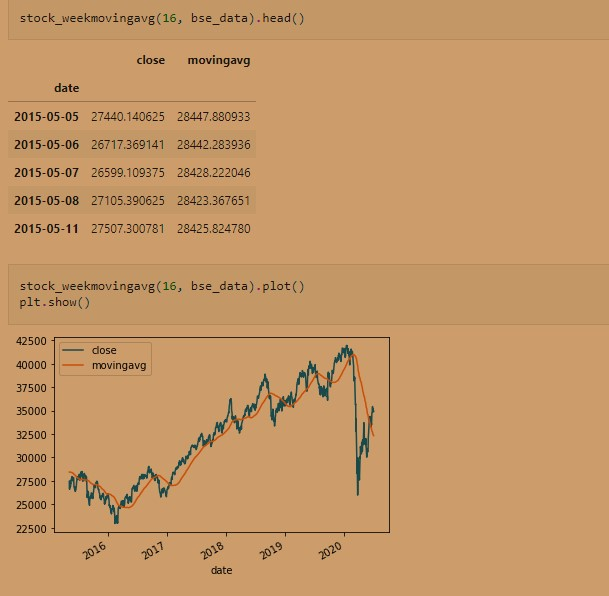 stock_weekmovingavg(16, bse_data).head()
close movingavg
date
2015-05-05 27440.140625 28447.880933
2015-05-06 26717.369141 28442.283936
2015-05-07 26599.109375 28428.222046
2015-05-08 27105.390625 28423.367651
2015-05-11 27507.300781 28425.824780
stock_weekmovingavg(16, bse_data).plot()
plt.show()
42500
40000
37500
35000
32500
30000
27500
25000
22500
close
movingavg
2016 2017 2018 2019 2020
date